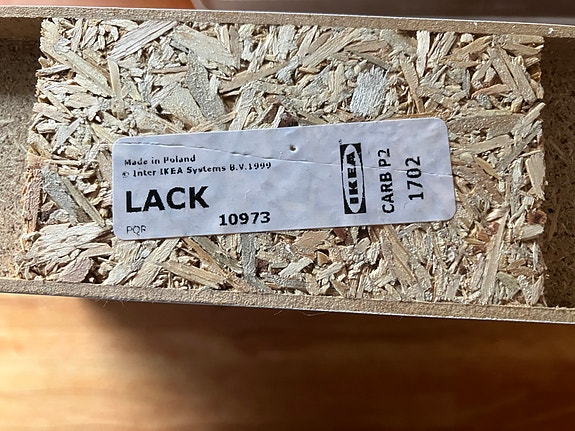 Made in Poland
© Inter IKEA Systems B.V.1999
LACK
10973
PQR
IKEA
CARB P2
1702